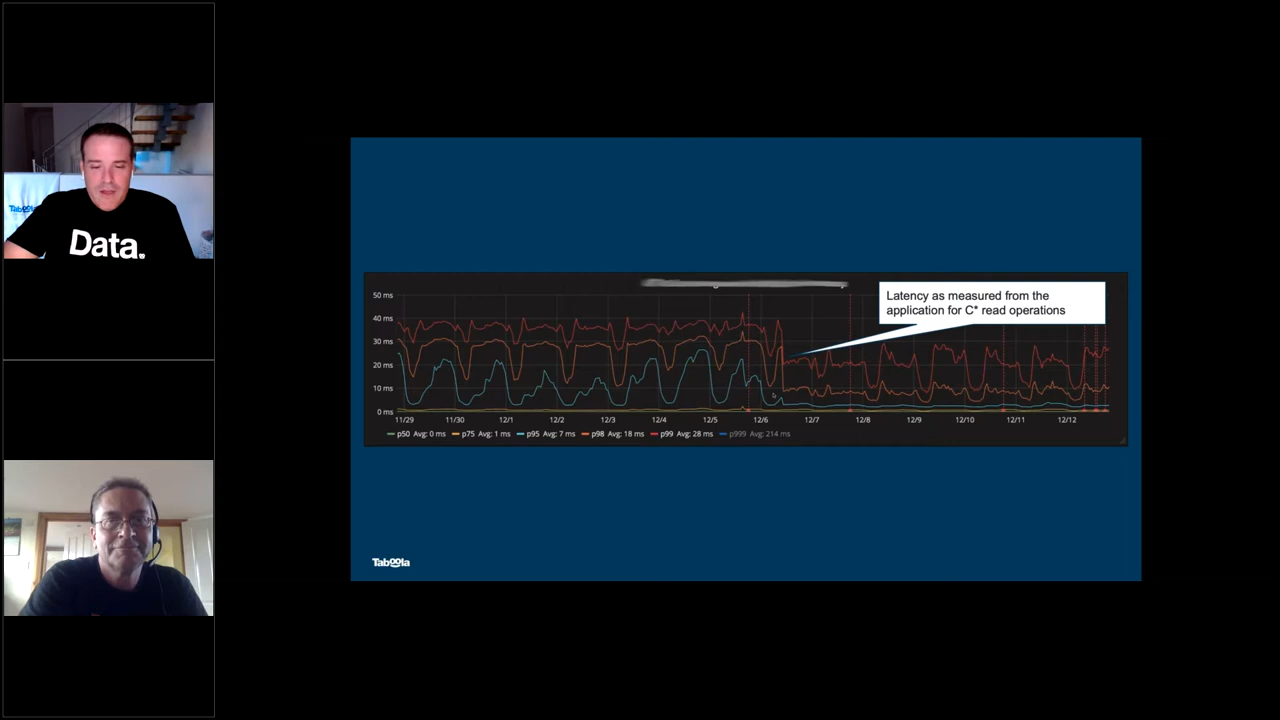 Taboola
Data.
Latency as measured from the
application for C* read operations
50 ms
40 ms
30 ms
20 ms
10 ms
0 ms
11/29 11/30 12/1 12/2 12/3 12/4 12/5 12/6 12/7 12/8 12/9 12/10 12/11 12/12
p50 Avg: 0 ms p75 Avg: 1 ms p95 Avg: 7 ms p98 Avg: 18 ms p99 Avg: 28 ms p999 Avg: 214 ms
Taboola